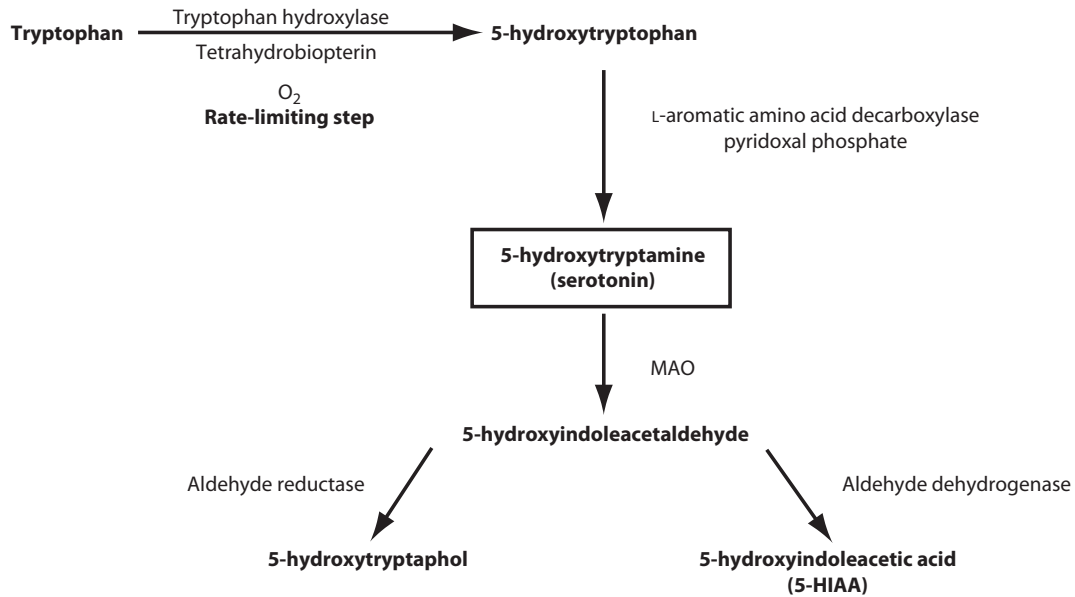 Tryptophan
Tryptophan hydroxylase
5-hydroxytryptophan
Tetrahydrobiopterin
O₂
Rate-limiting step
L-aromatic amino acid decarboxylase
pyridoxal phosphate
5-hydroxytryptamine
(serotonin)
MAO
5-hydroxyindoleacetaldehyde
Aldehyde reductase
Aldehyde dehydrogenase
5-hydroxytryptaphol
5-hydroxyindoleacetic acid
(5-HIAA)